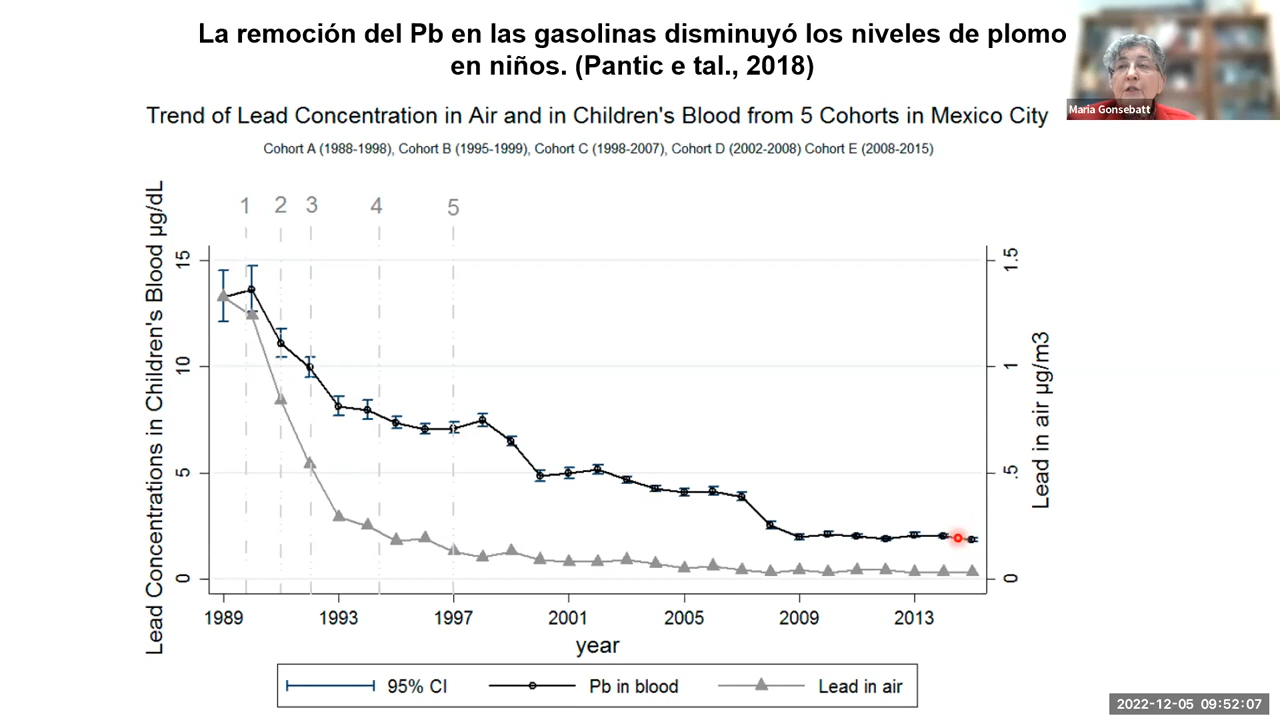 La remoción del Pb en las gasolinas disminuyó los niveles de plomo
en niños. (Pantic e tal., 2018)
Maria Gonsebatt
Trend of Lead Concentration in Air and in Children's Blood from 5 Cohorts in Mexico City
Cohort A (1988-1998), Cohort B (1995-1999), Cohort C (1998-2007), Cohort D (2002-2008) Cohort E (2008-2015)
Lead Concentrations in Children's Blood µg/dL
1 2 3 4 5
15 1.5
10 1
5 .5
0 0
Lead in air µg/m3
1989 1993 1997 2001 2005 2009 2013
year
95% CI Pb in blood Lead in air
2022-12-05 09:52:07